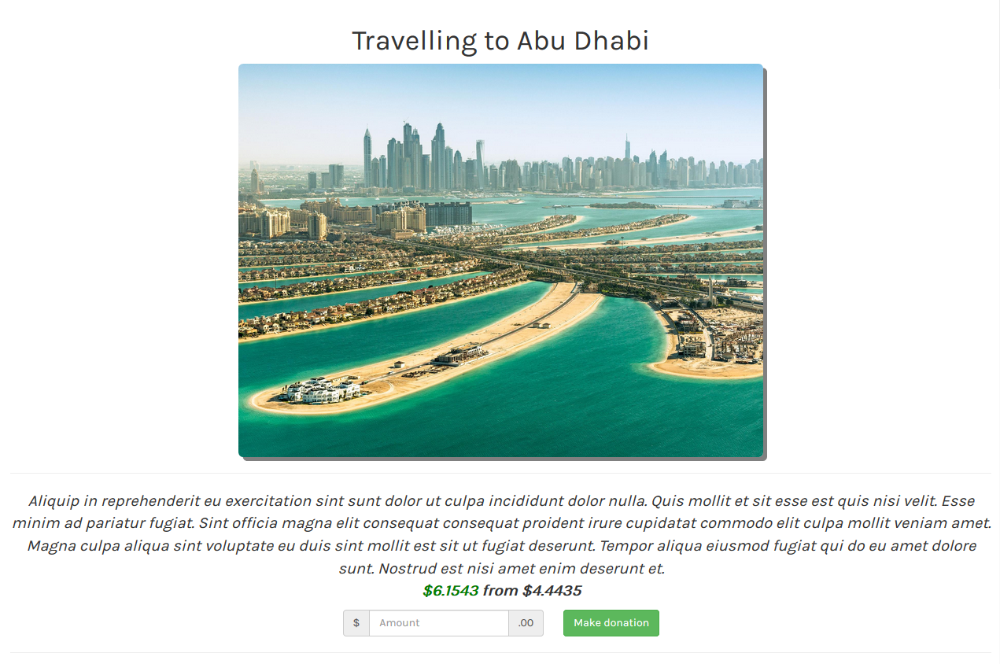 Travelling to Abu Dhabi
Aliquip in reprehenderit eu exercitation sint sunt dolor ut culpa incididunt dolor nulla. Quis mollit et sit esse est quis nisi velit. Esse
minim ad pariatur fugiat. Sint officia magna elit consequat consequat proident irure cupidatat commodo elit culpa mollit veniam amet.
Magna culpa aliqua sint voluptate eu duis sint mollit est sit ut fugiat deserunt. Tempor aliqua eiusmod fugiat qui do eu amet dolore
sunt. Nostrud est nisi amet enim deserunt et.
$6.1543 from $4.4435
$ Amount .00 Make donation